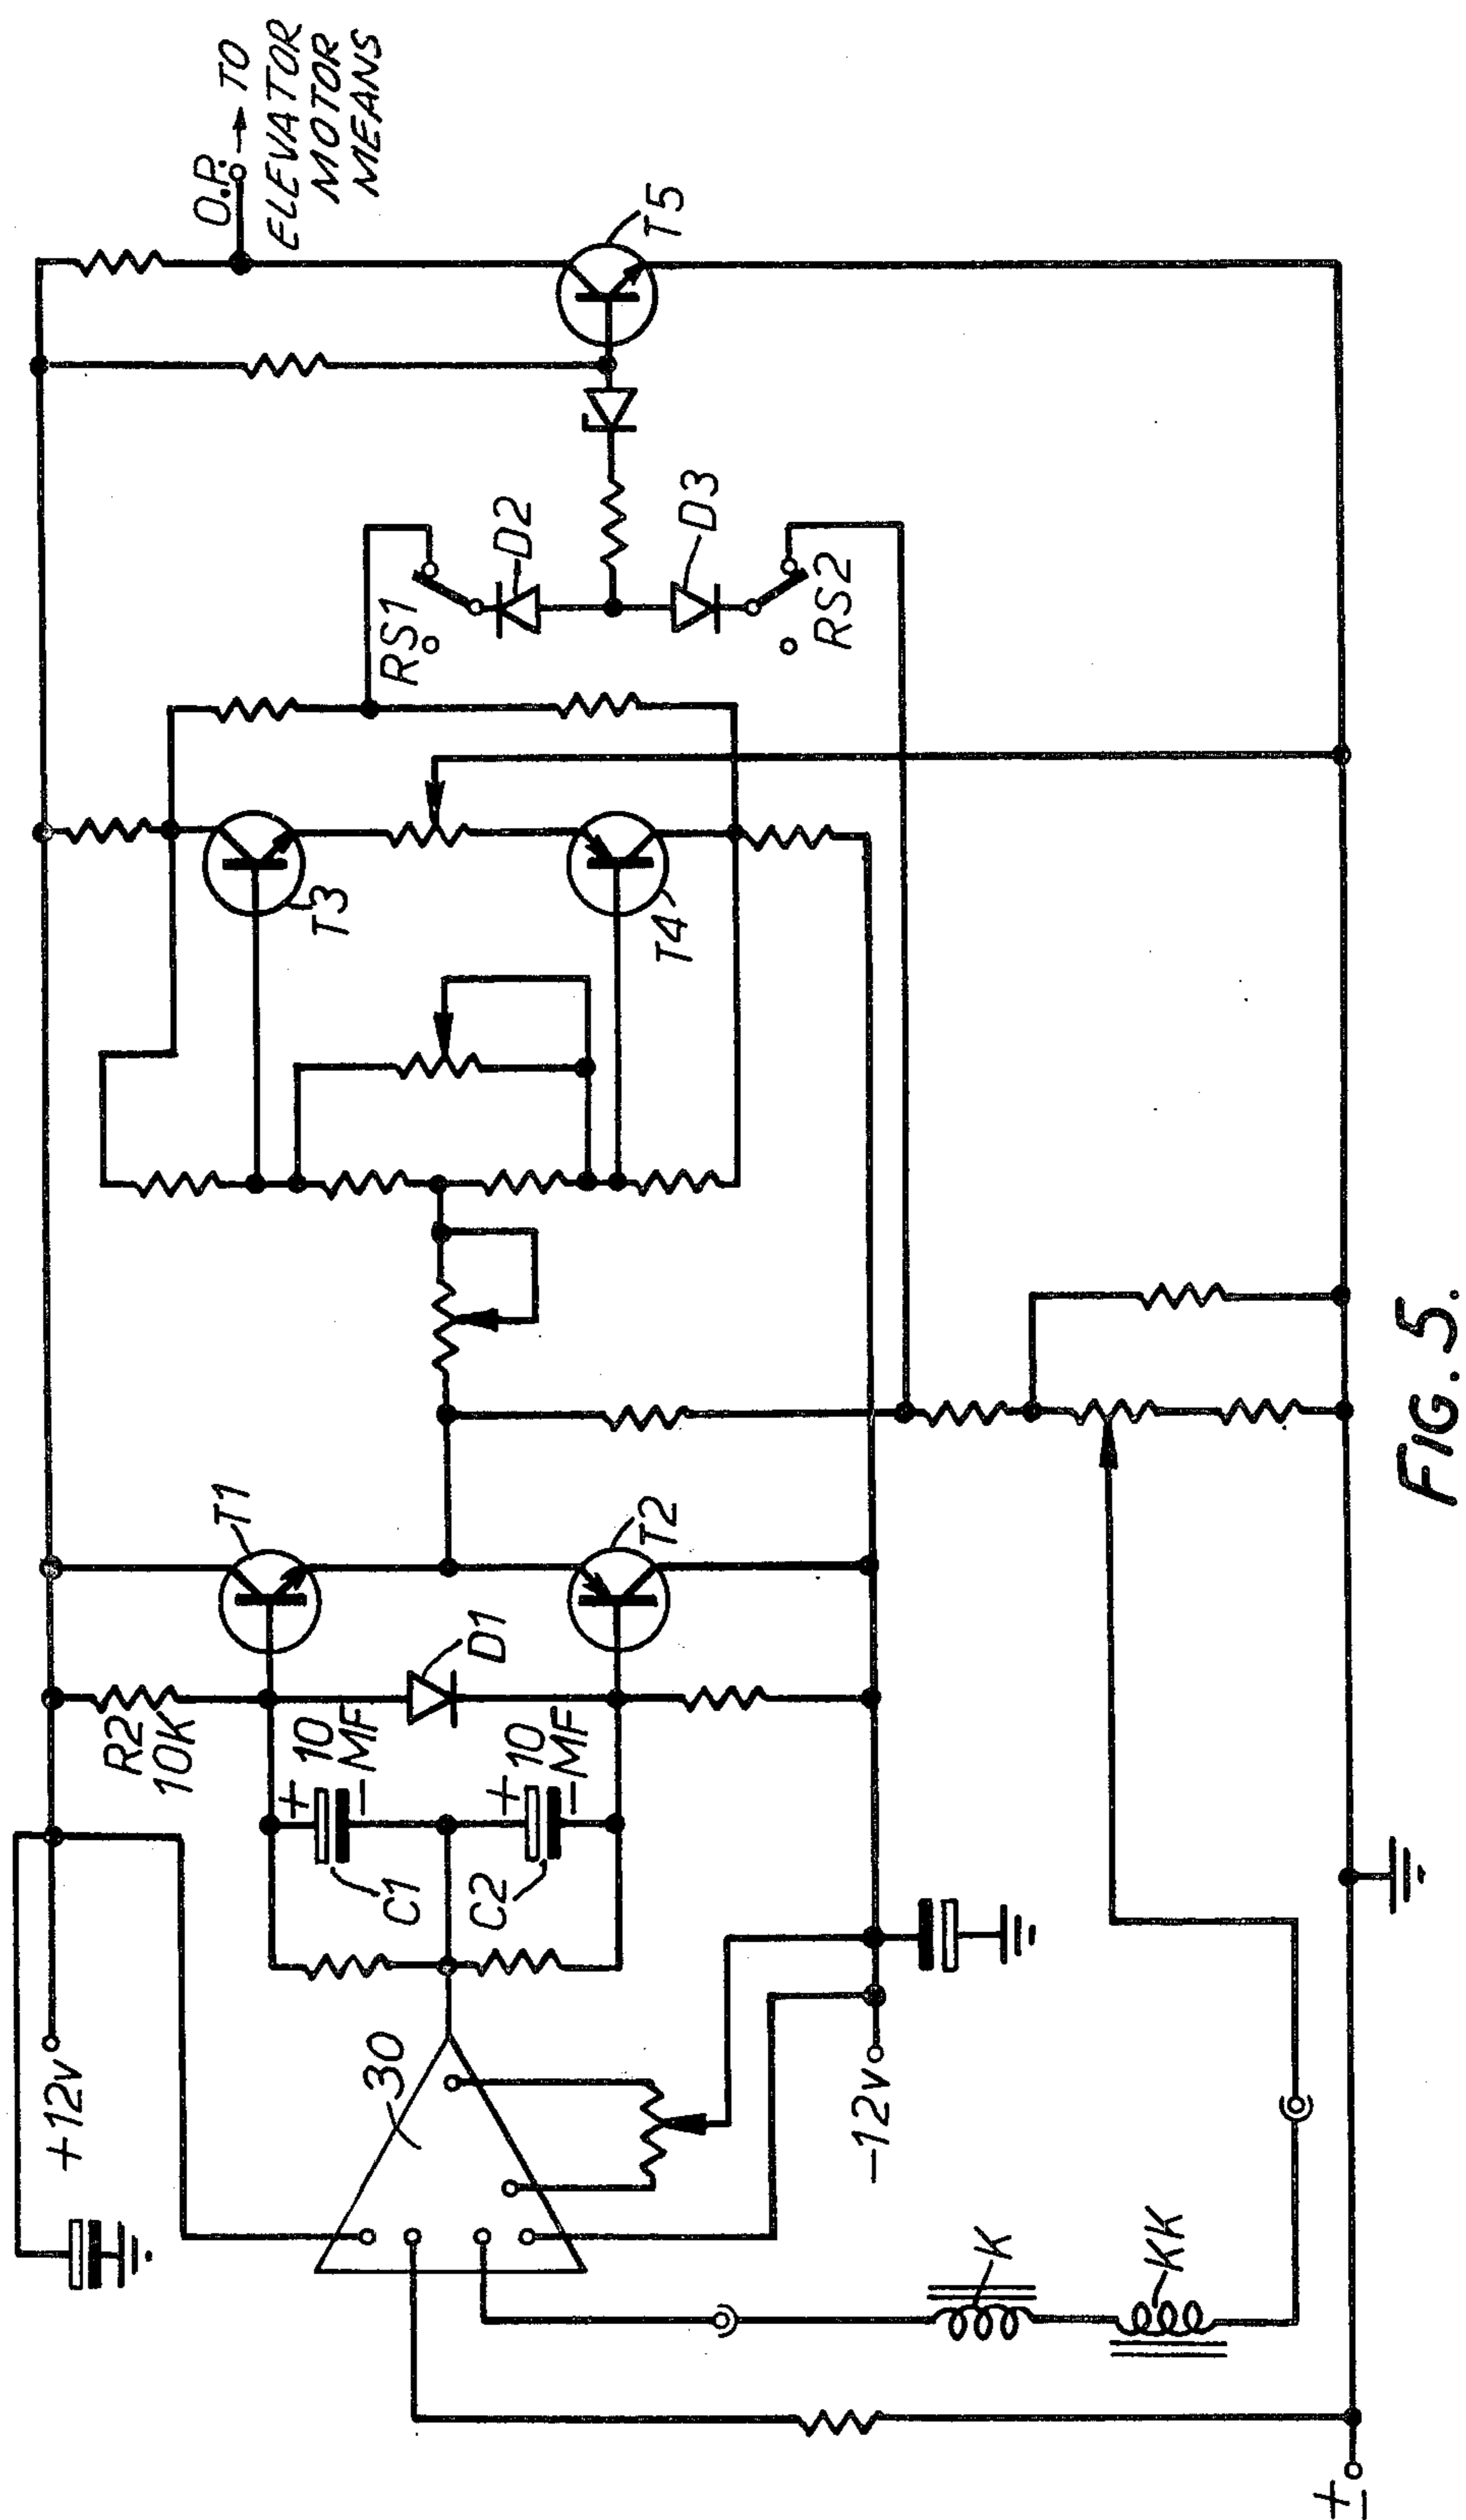 +12v
30
R2
10K
+ 10
MF
-
C1
+ 10
MF
-
C2
D1
T1
T2
-12v
K
KK
±
T3
T4
RS1
D2
D3
RS2
T5
O.P.
TO
ELEVATOR
MOTOR
MEANS
FIG. 5.